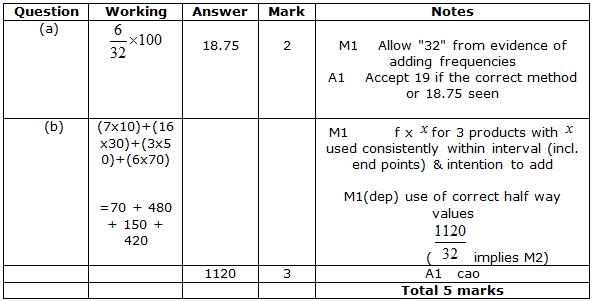 Question Working Answer Mark Notes
(a) 6/32 ×100 18.75 2 M1 Allow "32" from evidence of
adding frequencies
A1 Accept 19 if the correct method
or 18.75 seen
(b) (7x10)+(16
x30)+(3x5
0)+(6x70)
=70 + 480
+ 150 +
420
M1 f x x for 3 products with x
used consistently within interval (incl.
end points) & intention to add
M1(dep) use of correct half way
values
( 1120/32 implies M2)
1120 3 A1 cao
Total 5 marks